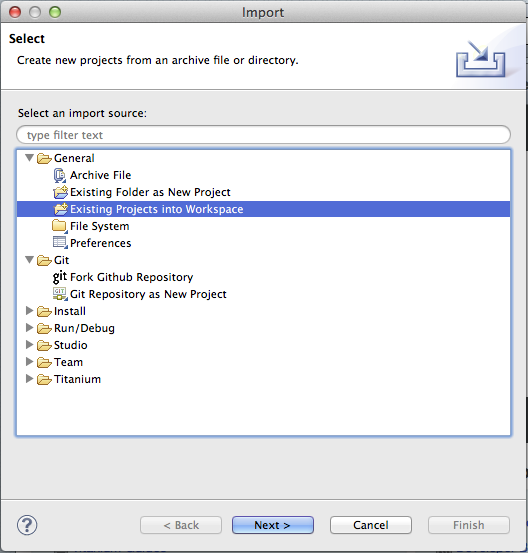 Import
Select
Create new projects from an archive file or directory.
Select an import source:
type filter text
General
Archive File
Existing Folder as New Project
Existing Projects into Workspace
File System
Preferences
Git
git Fork Github Repository
GIT Git Repository as New Project
Install
Run/Debug
Studio
Team
Titanium
? < Back Next > Cancel Finish